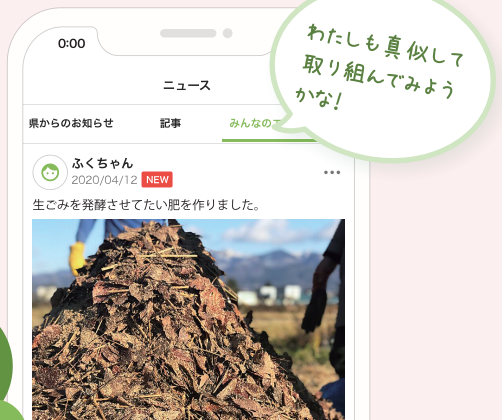 0:00
わたしも真似して
取り組んでみよう
かな!
ニュース
県からのお知らせ
記事
みんなの
ふくちゃん
2020/04/12 NEW
生ごみを発酵させてたい肥を作りました。